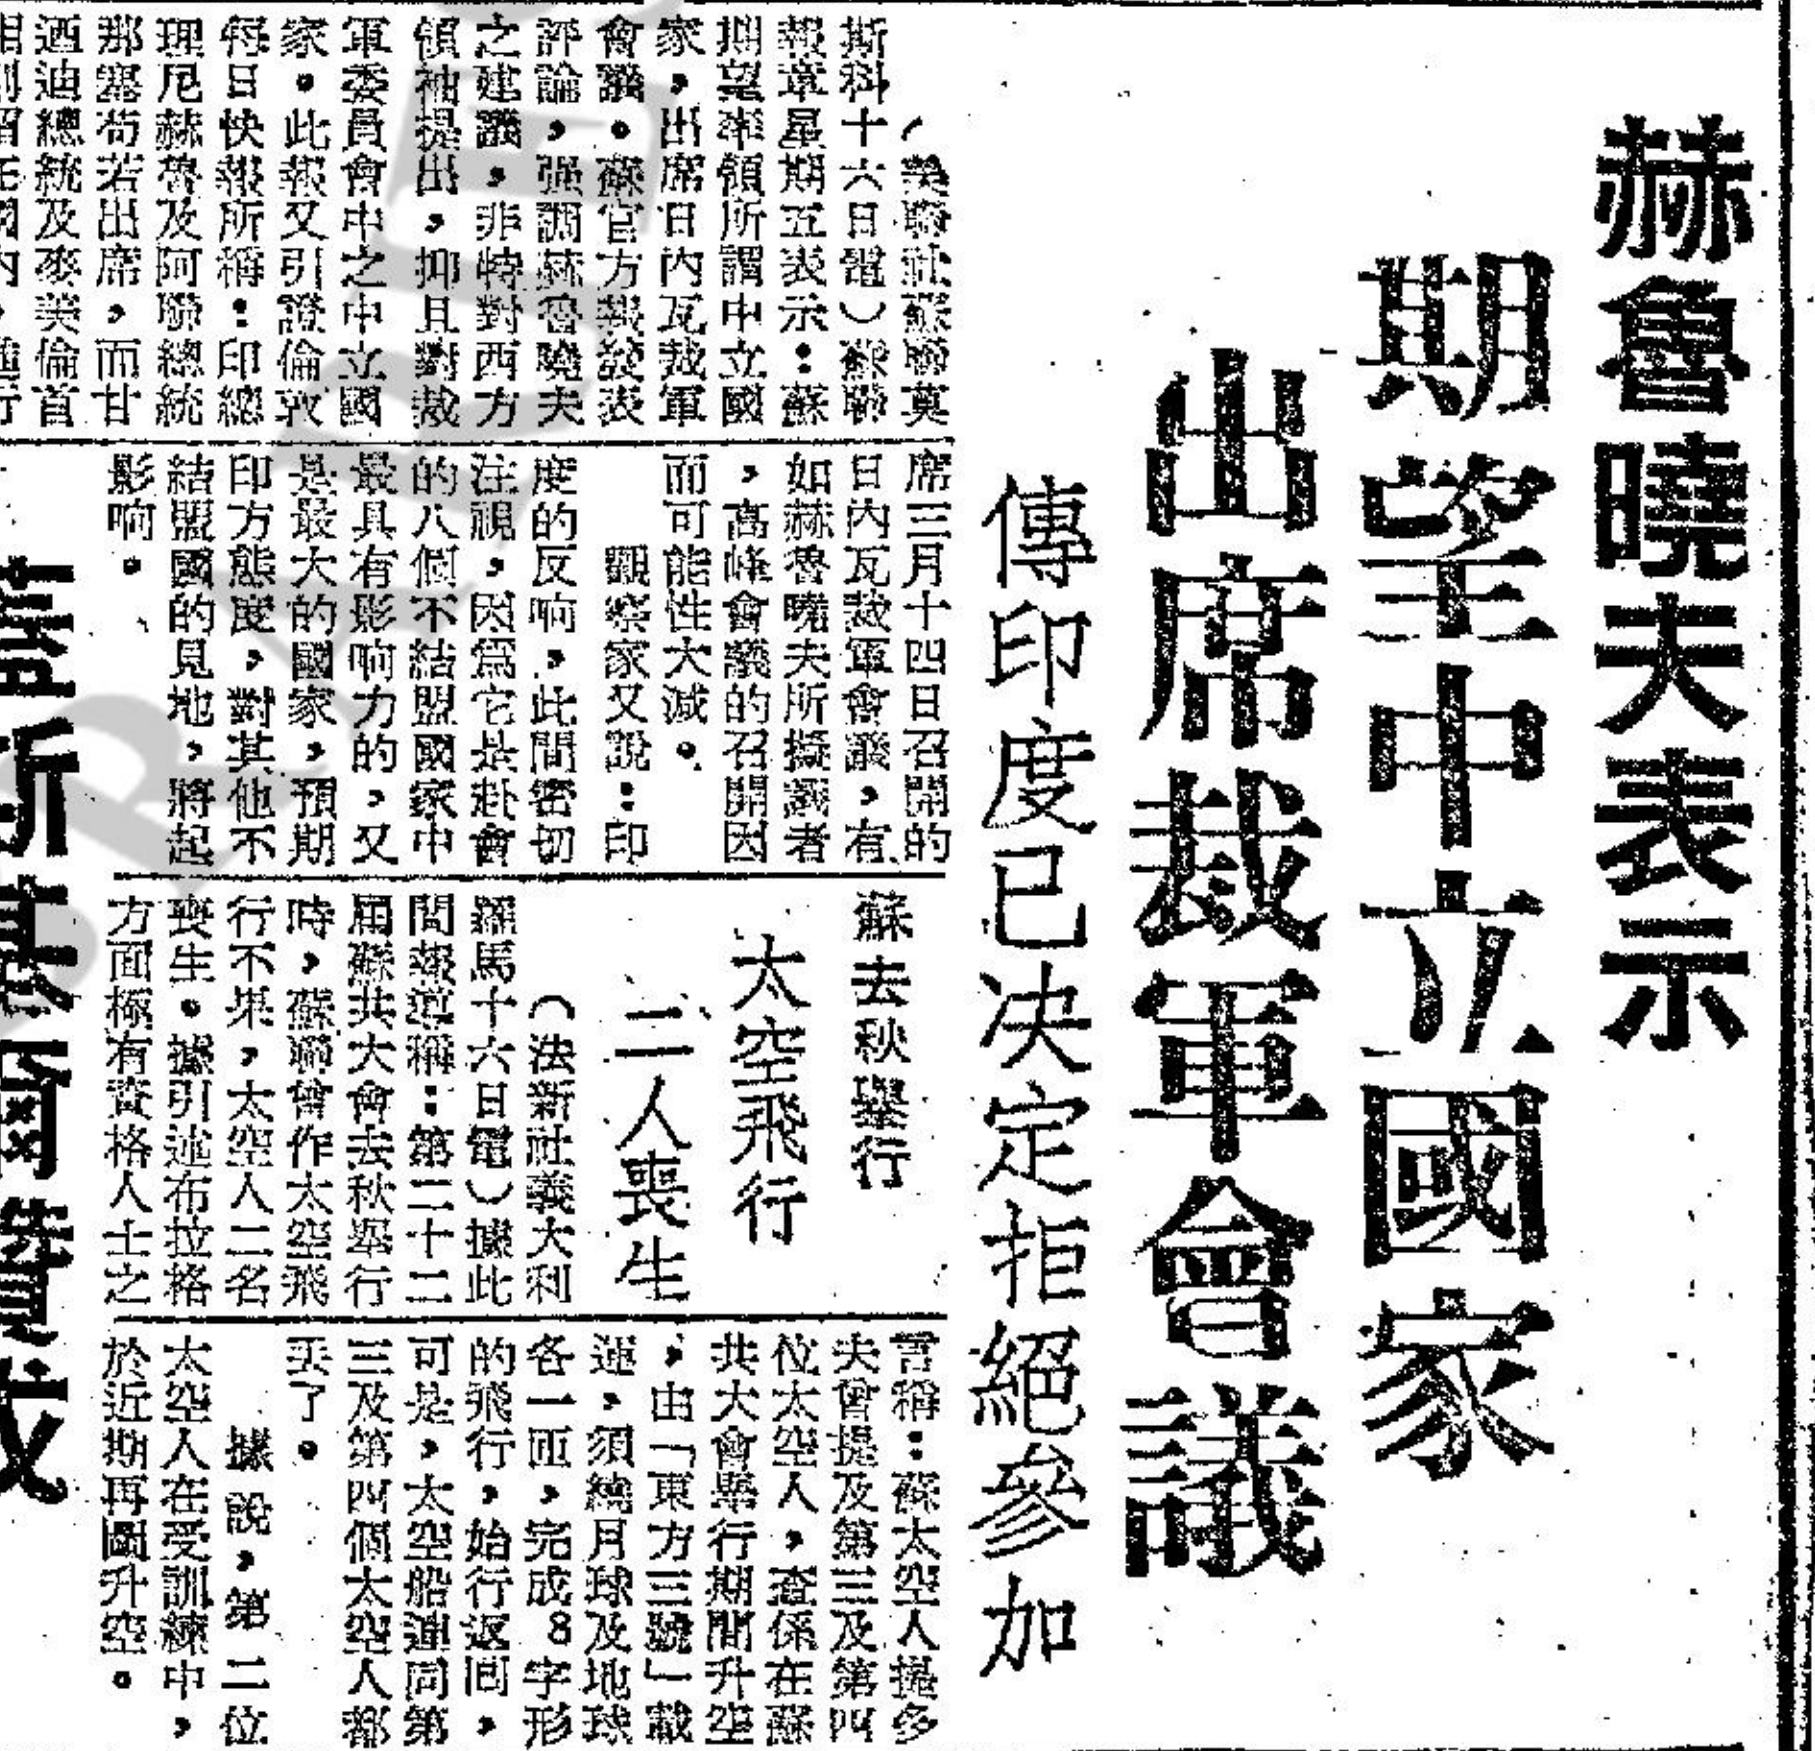 赫魯曉夫表示
期望中立國家
出席裁軍會議
傳印度已决定拒絕參加
（美聯社蘇聯莫
斯科十六日電）蘇聯
報章星期五表示：蘇
期望率領所謂中立國
家，出席日內瓦裁軍
會議。蘇官方報發表
評論，强調赫魯曉夫
之建議，非特對西方
領袖提出，抑且對裁
軍委員會中之中立國
家。此報又引證倫敦
每日快報所稱：印總
理尼赫魯及阿聯總統
那塞苟若出席，而甘
迺迪總統及麥美倫首
席三月十四日召開的
日內瓦裁軍會議，有
如赫魯曉夫所擬議者
，高峰會議的召開因
而可能性大減。
觀察家又說：印
度的反响，此間密切
注視，因爲它是赴會
的八個不結盟國家中
最具有影响力的，又
是最大的國家，預期
印方態度，對其他不
結盟國的見地，將起
影响。
蘇去秋舉行
太空飛行
二人喪生
（法新社義大利
羅馬十六日電）據此
間報導稱：第二十二
屆蘇共大會去秋舉行
時，蘇聯曾作太空飛
行不果，太空人二名
喪生。據引述布拉格
方面極有資格人士之
言稱：蘇太空人提多
夫曾提及第三及第四
位太空人，查係在蘇
共大會舉行期間升空
，由「東方三號」載
運，須繞月球及地球
各一匝，完成8字形
的飛行，始行返回，
可是，太空船連同第
三及第四個太空人都
丟了。
據說，第二位
太空人在受訓練中，
於近期再圖升空。